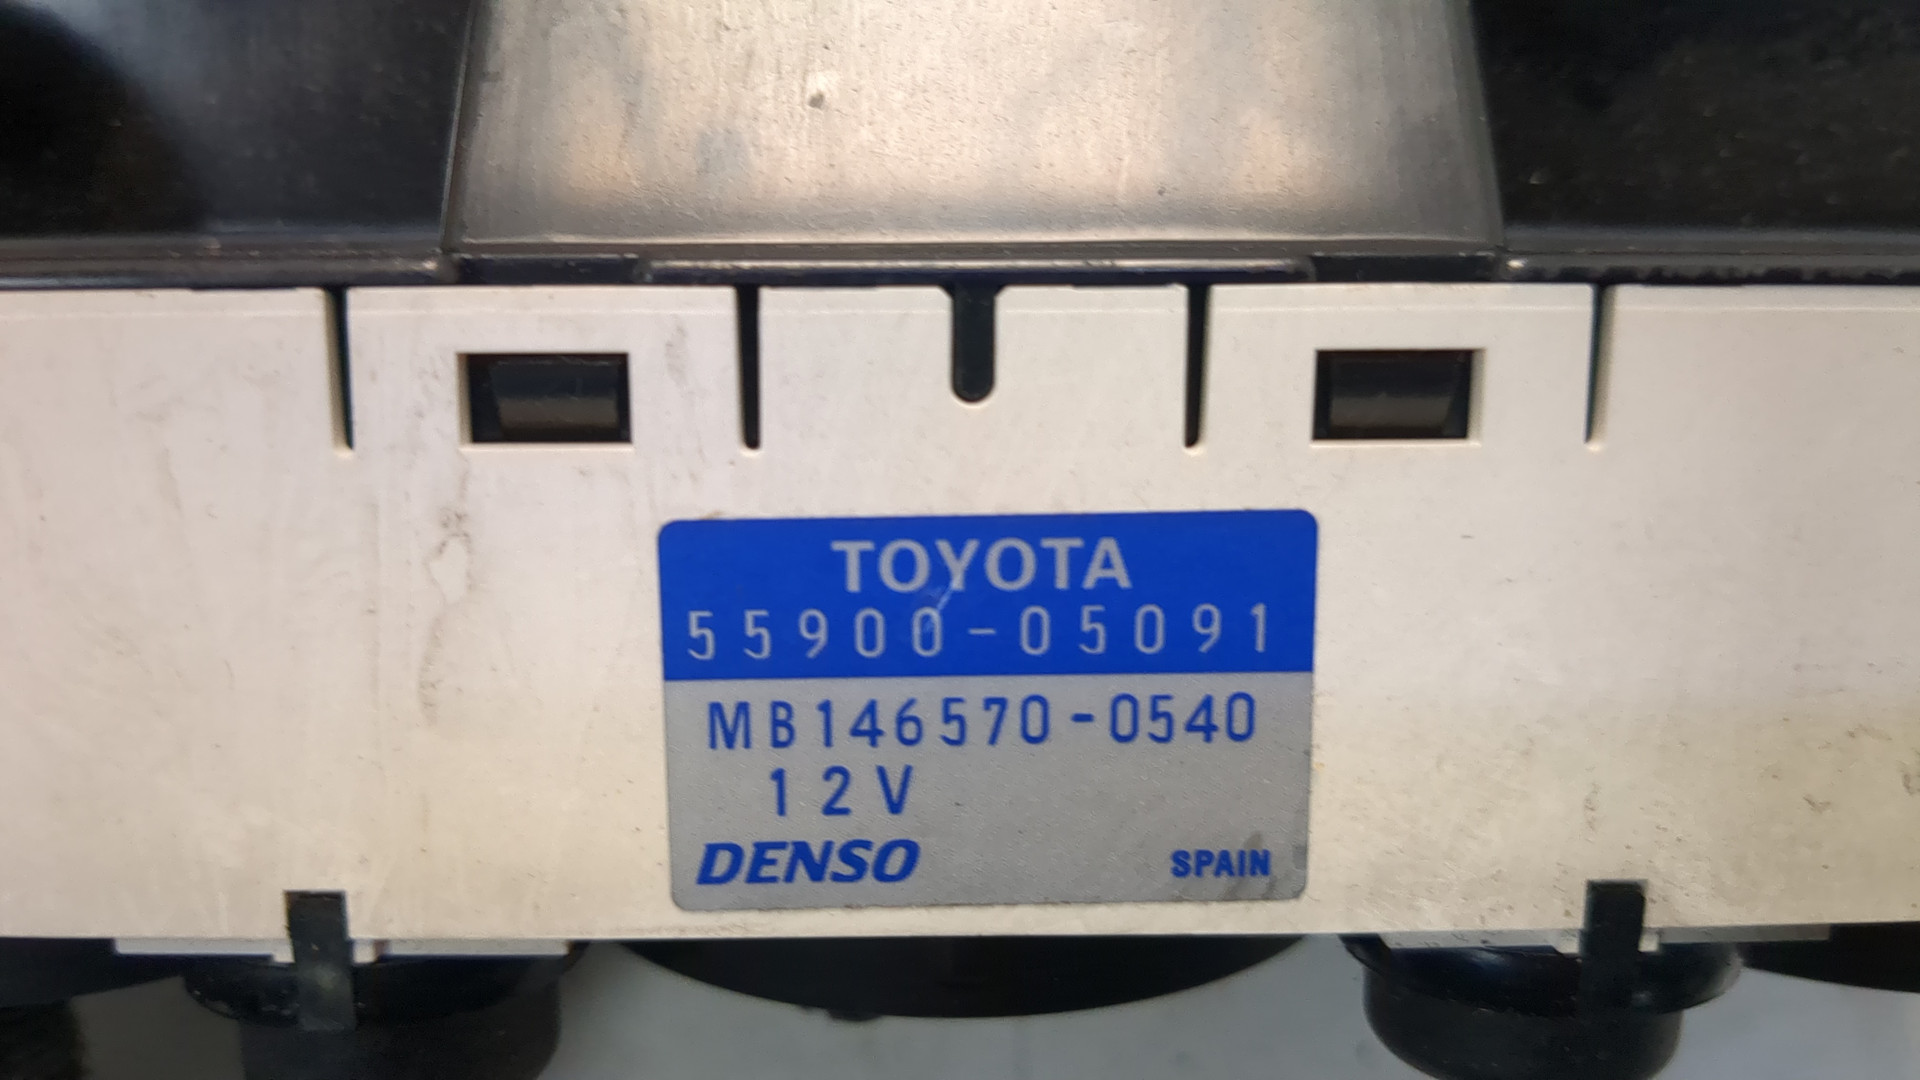 TOYOTA
55900-05091
MB146570-0540
12V
DENSO SPAIN